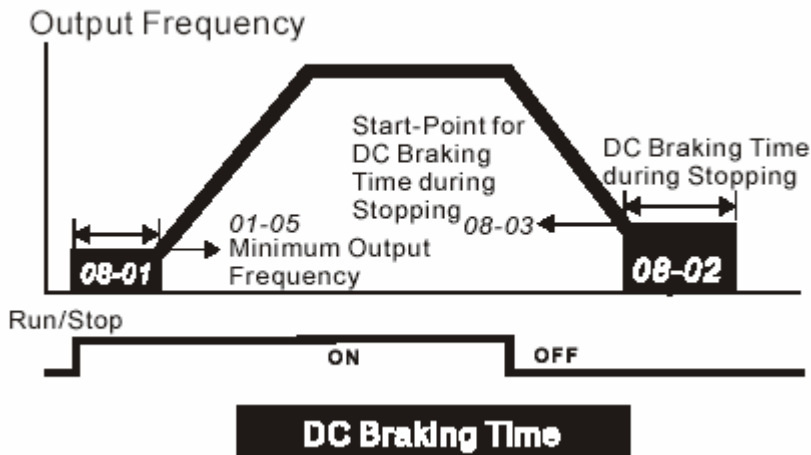 Output Frequency
Start-Point for
DC Braking
Time during
Stopping
08-03
DC Braking Time
during Stopping
01-05
Minimum Output
Frequency
08-01
08-02
Run/Stop
ON
OFF
DC Braking Time